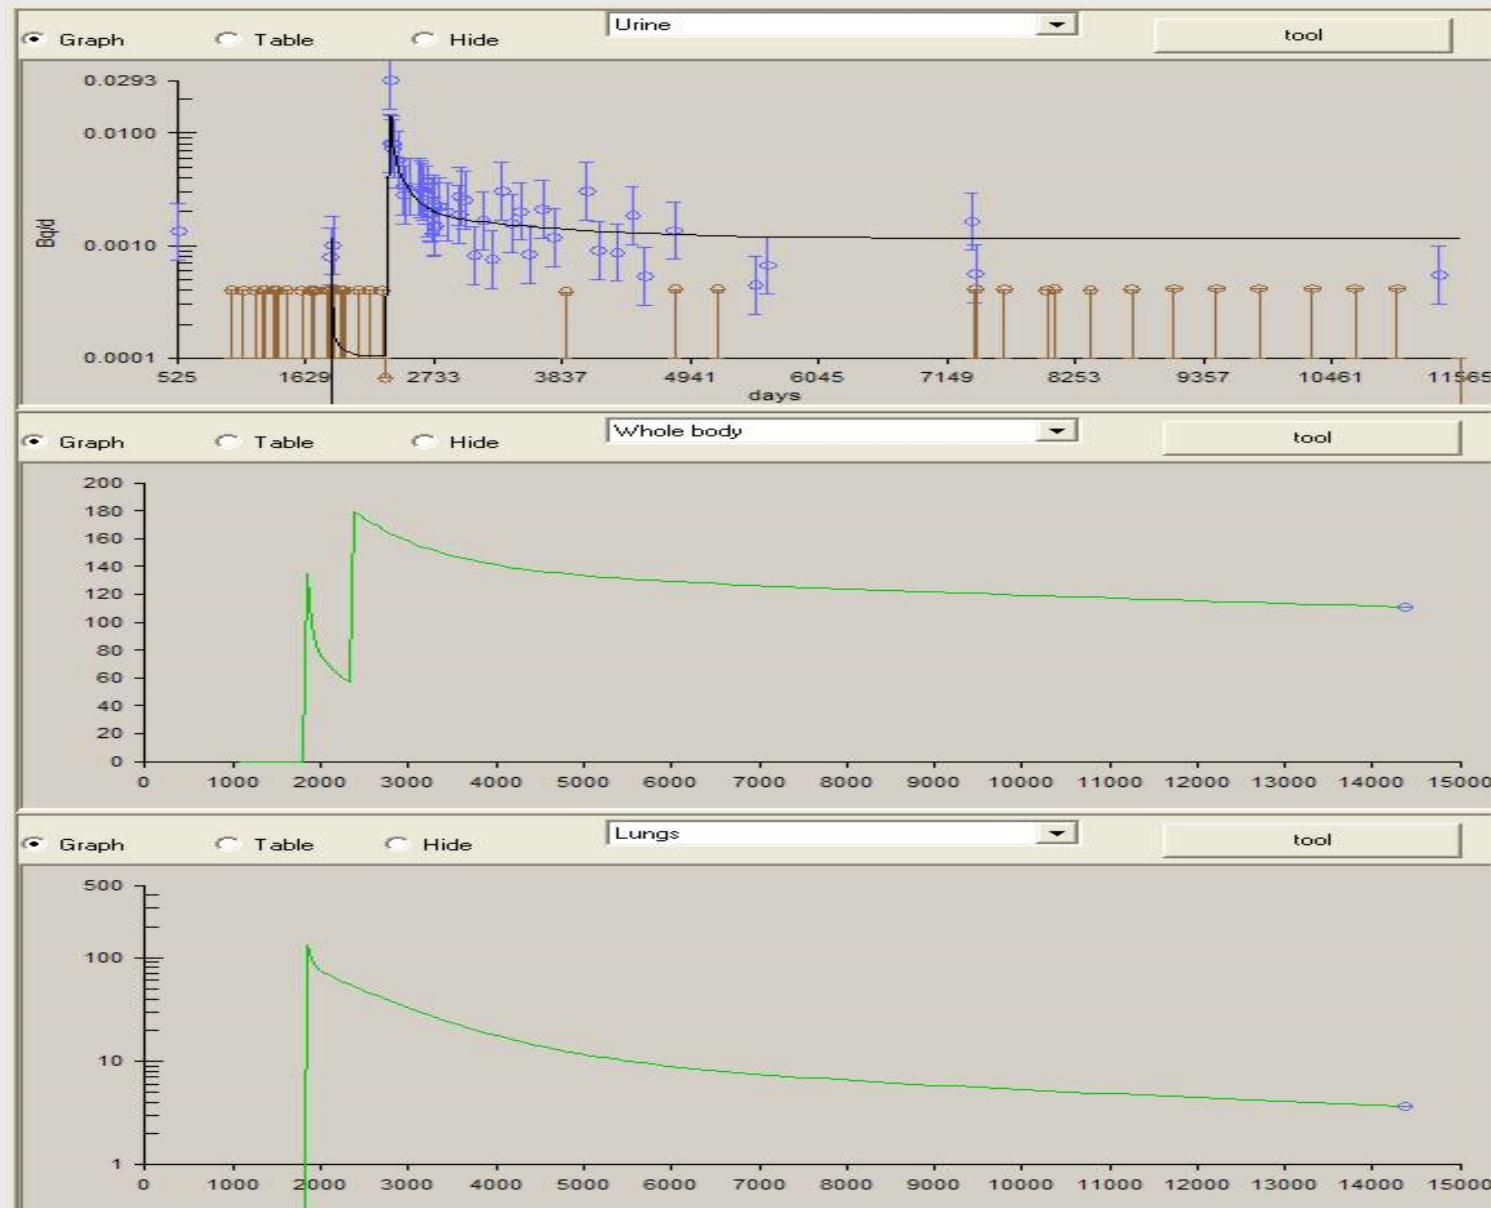 Graph Table Hide Urine tool
0.0293
0.0100
Bq/d
0.0010
0.0001
525 1629 2733 3837 4941 6045 7149 8253 9357 10461 11565
days
Graph Table Hide Whole body tool
200
180
160
140
120
100
80
60
40
20
0
0 1000 2000 3000 4000 5000 6000 7000 8000 9000 10000 11000 12000 13000 14000 15000
Graph Table Hide Lungs tool
500
100
10
1
0 1000 2000 3000 4000 5000 6000 7000 8000 9000 10000 11000 12000 13000 14000 15000